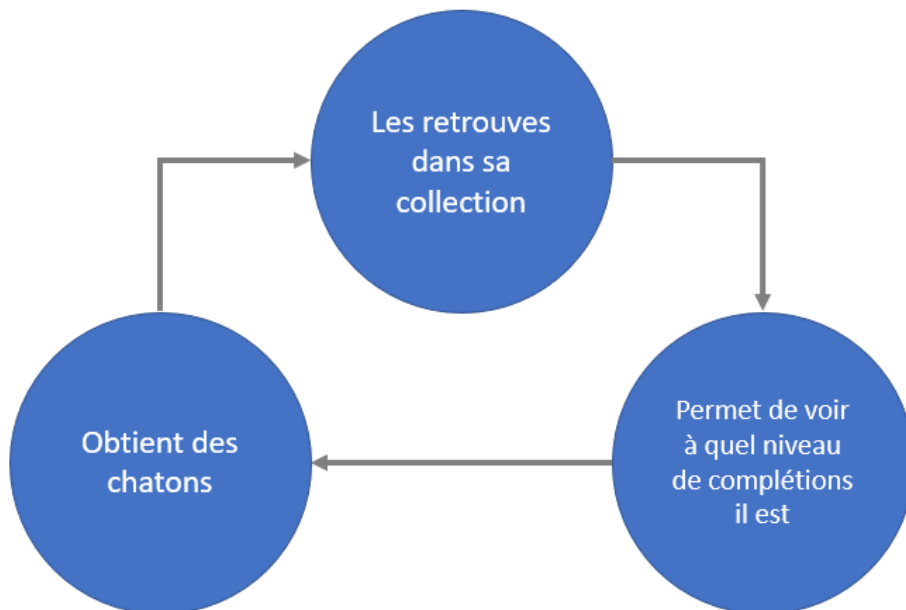 Les retrouves
dans sa
collection
Obtient des
chatons
Permet de voir
à quel niveau
de complétions
il est